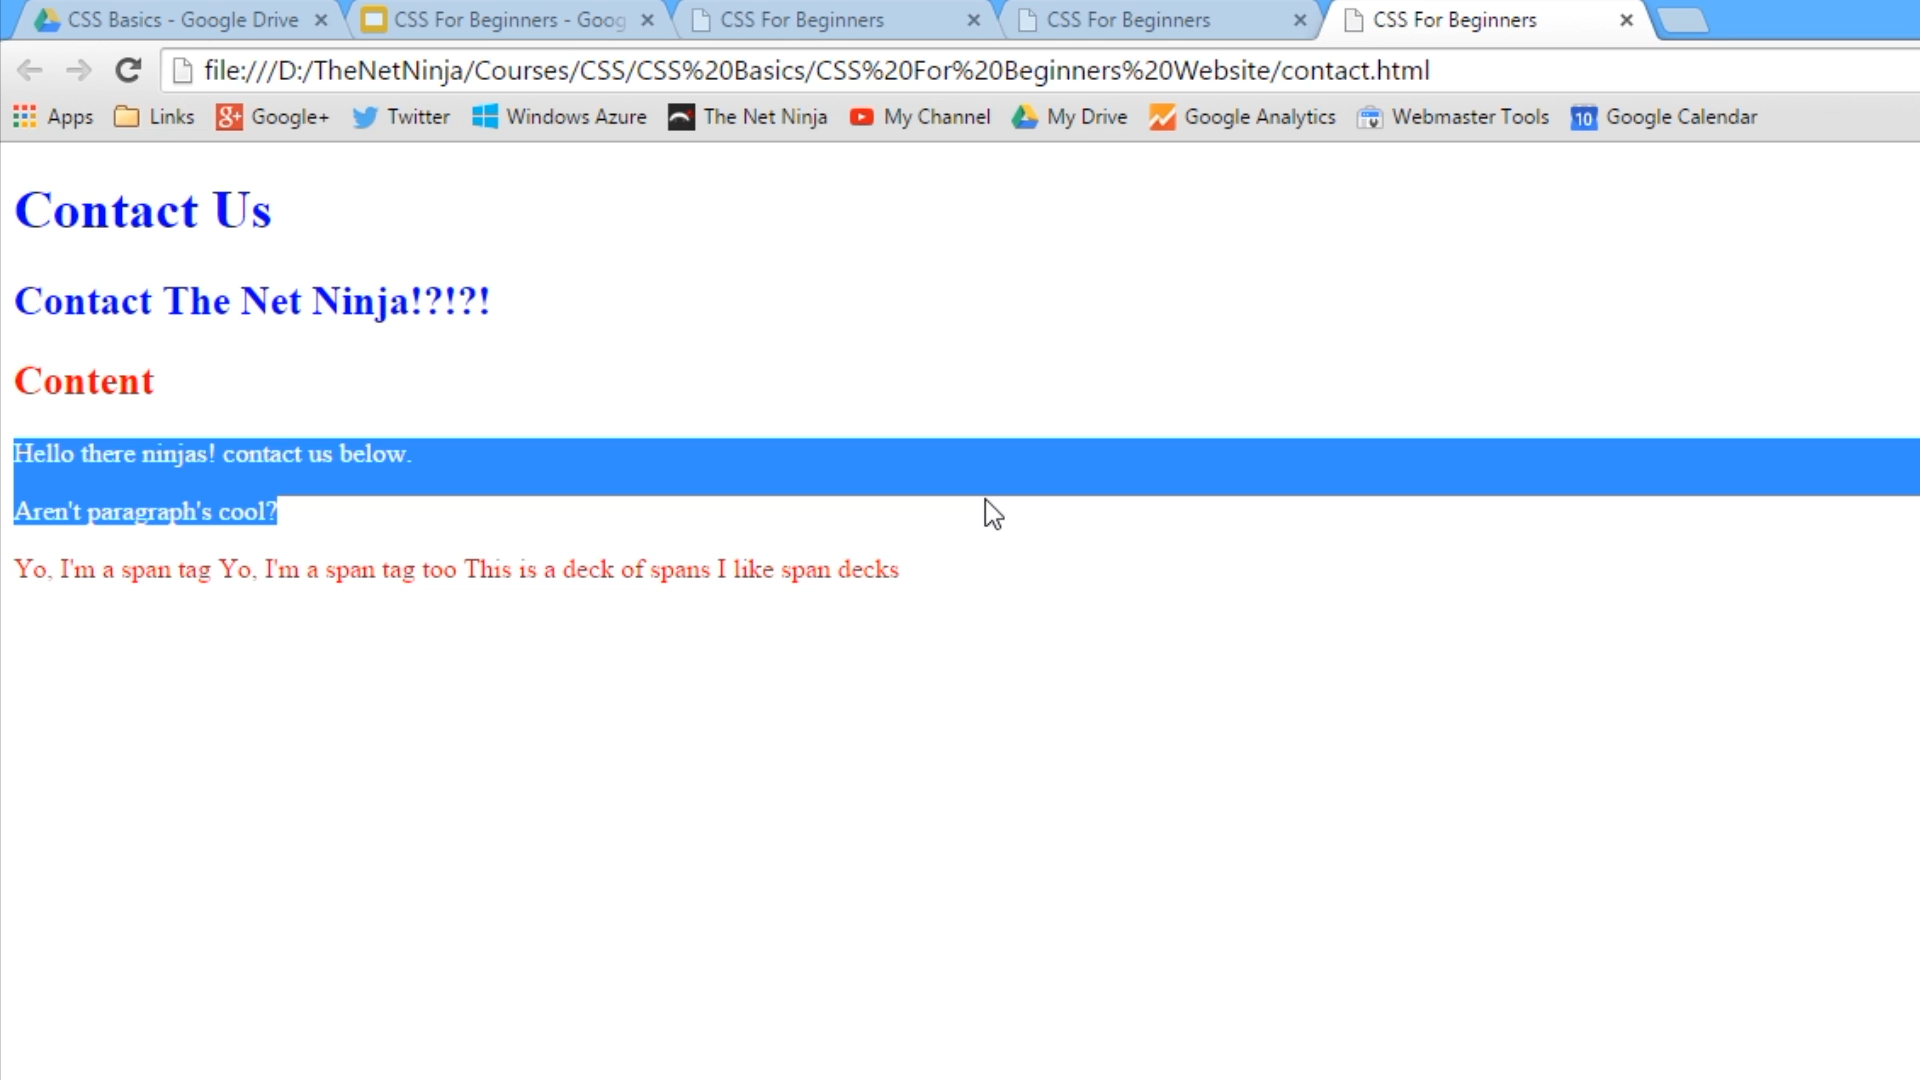 CSS Basics - Google Drive
CSS For Beginners - Goog
CSS For Beginners
CSS For Beginners
CSS For Beginners
file:///D:/TheNetNinja/Courses/CSS/CSS%20Basics/CSS%20For%20Beginners%20Website/contact.html
Apps Links Google+ Twitter Windows Azure The Net Ninja My Channel My Drive Google Analytics Webmaster Tools 10 Google Calendar
Contact Us
Contact The Net Ninja!?!?!
Content
Hello there ninjas! contact us below.
Aren't paragraph's cool?
Yo, I'm a span tag Yo, I'm a span tag too This is a deck of spans I like span decks